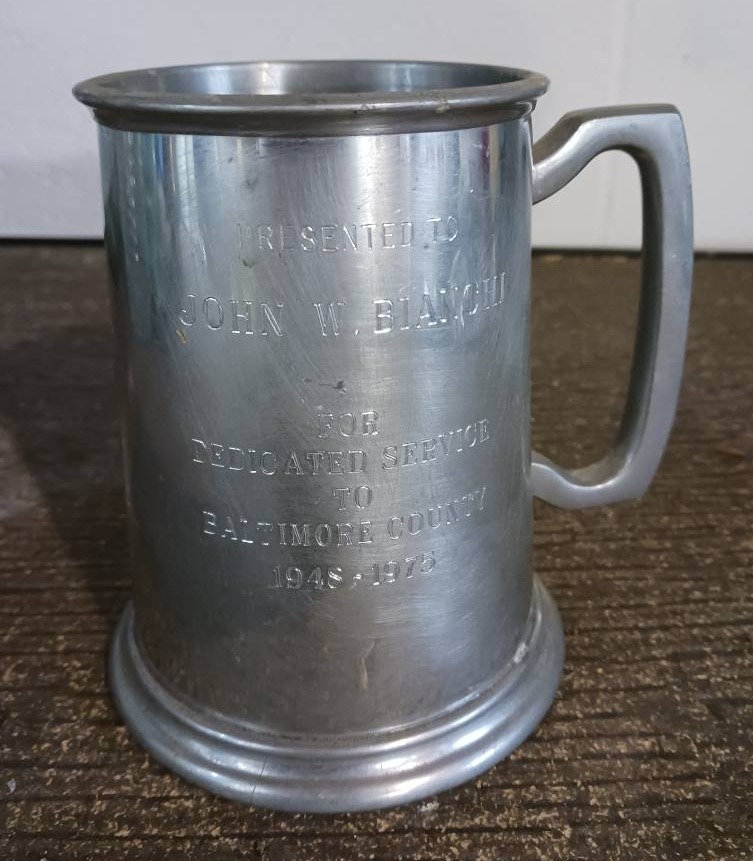 PRESENTED TO
JOHN W. BIANCHI
FOR
DEDICATED SERVICE
TO
BALTIMORE COUNTY
1948-1975